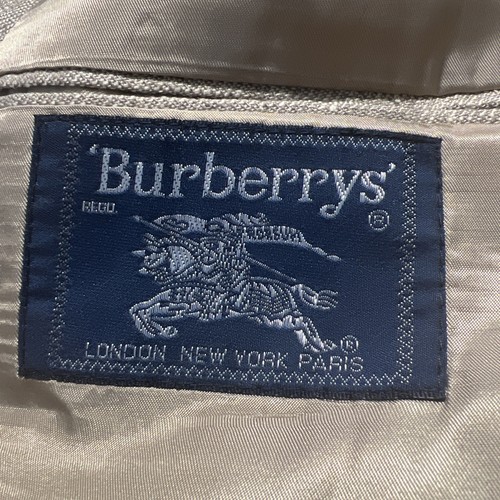 'Burberrys'
REGD. ®
®
LONDON NEW YORK PARIS